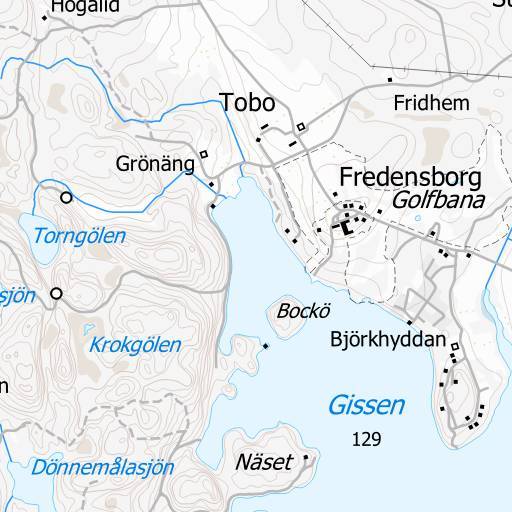 Högalid
Tobo
Fridhem
Grönäng
Fredensborg
Golfbana
Torngölen
sjön
Bockö
Krokgölen
Björkhyddan
n
Gissen
129
Näset
Dönnemålasjön